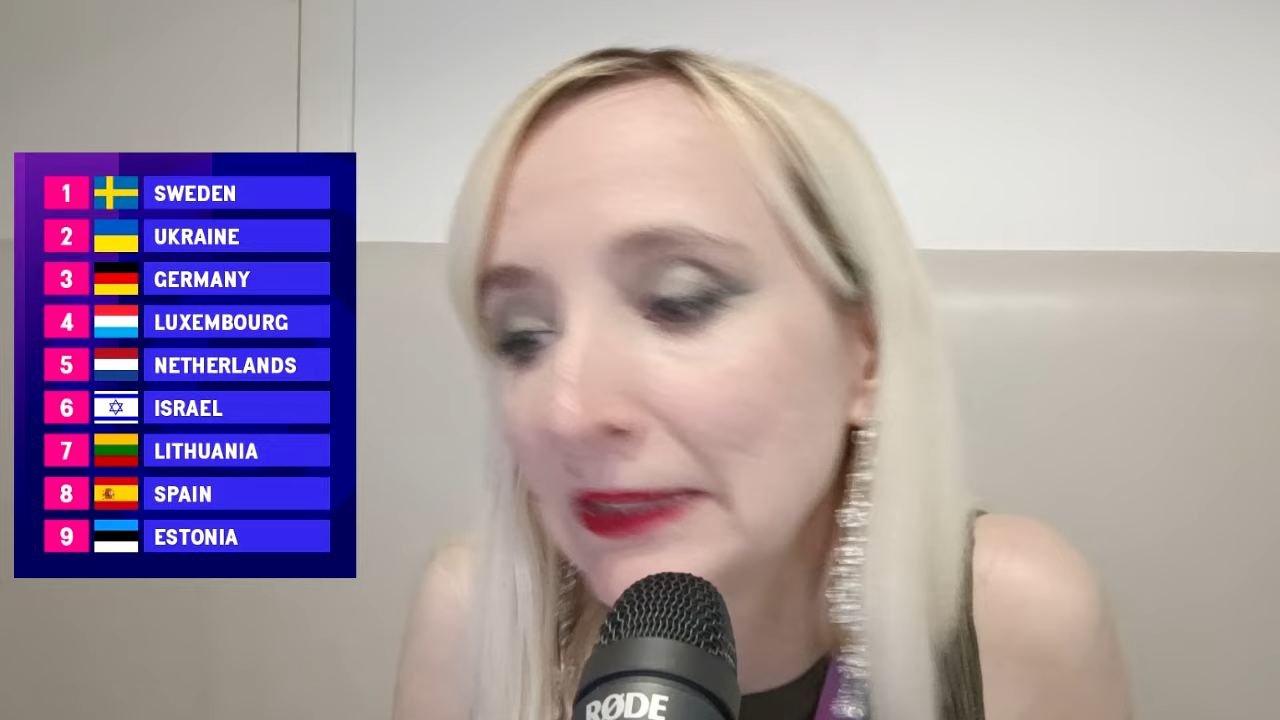 1 SWEDEN
2 UKRAINE
3 GERMANY
4 LUXEMBOURG
5 NETHERLANDS
6 ISRAEL
7 LITHUANIA
8 SPAIN
9 ESTONIA
RØDE